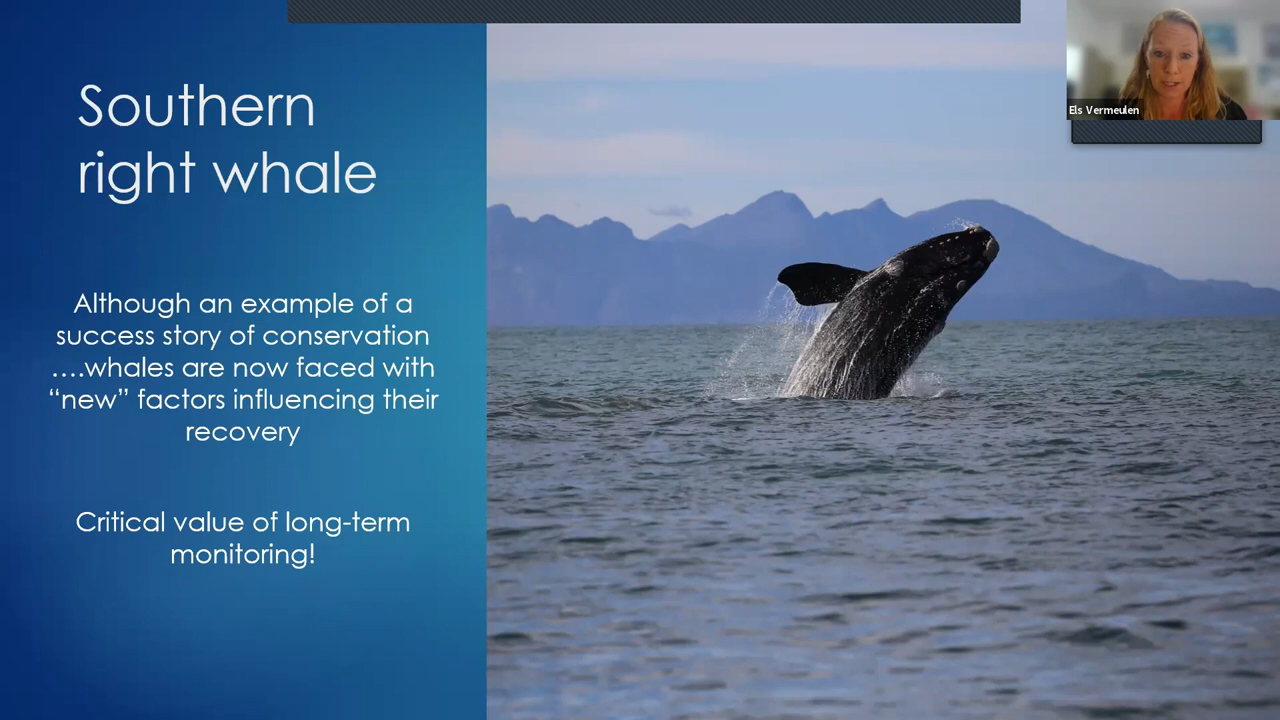 Southern
right whale
Although an example of a
success story of conservation
....whales are now faced with
“new” factors influencing their
recovery
Critical value of long-term
monitoring!
Els Vermeulen